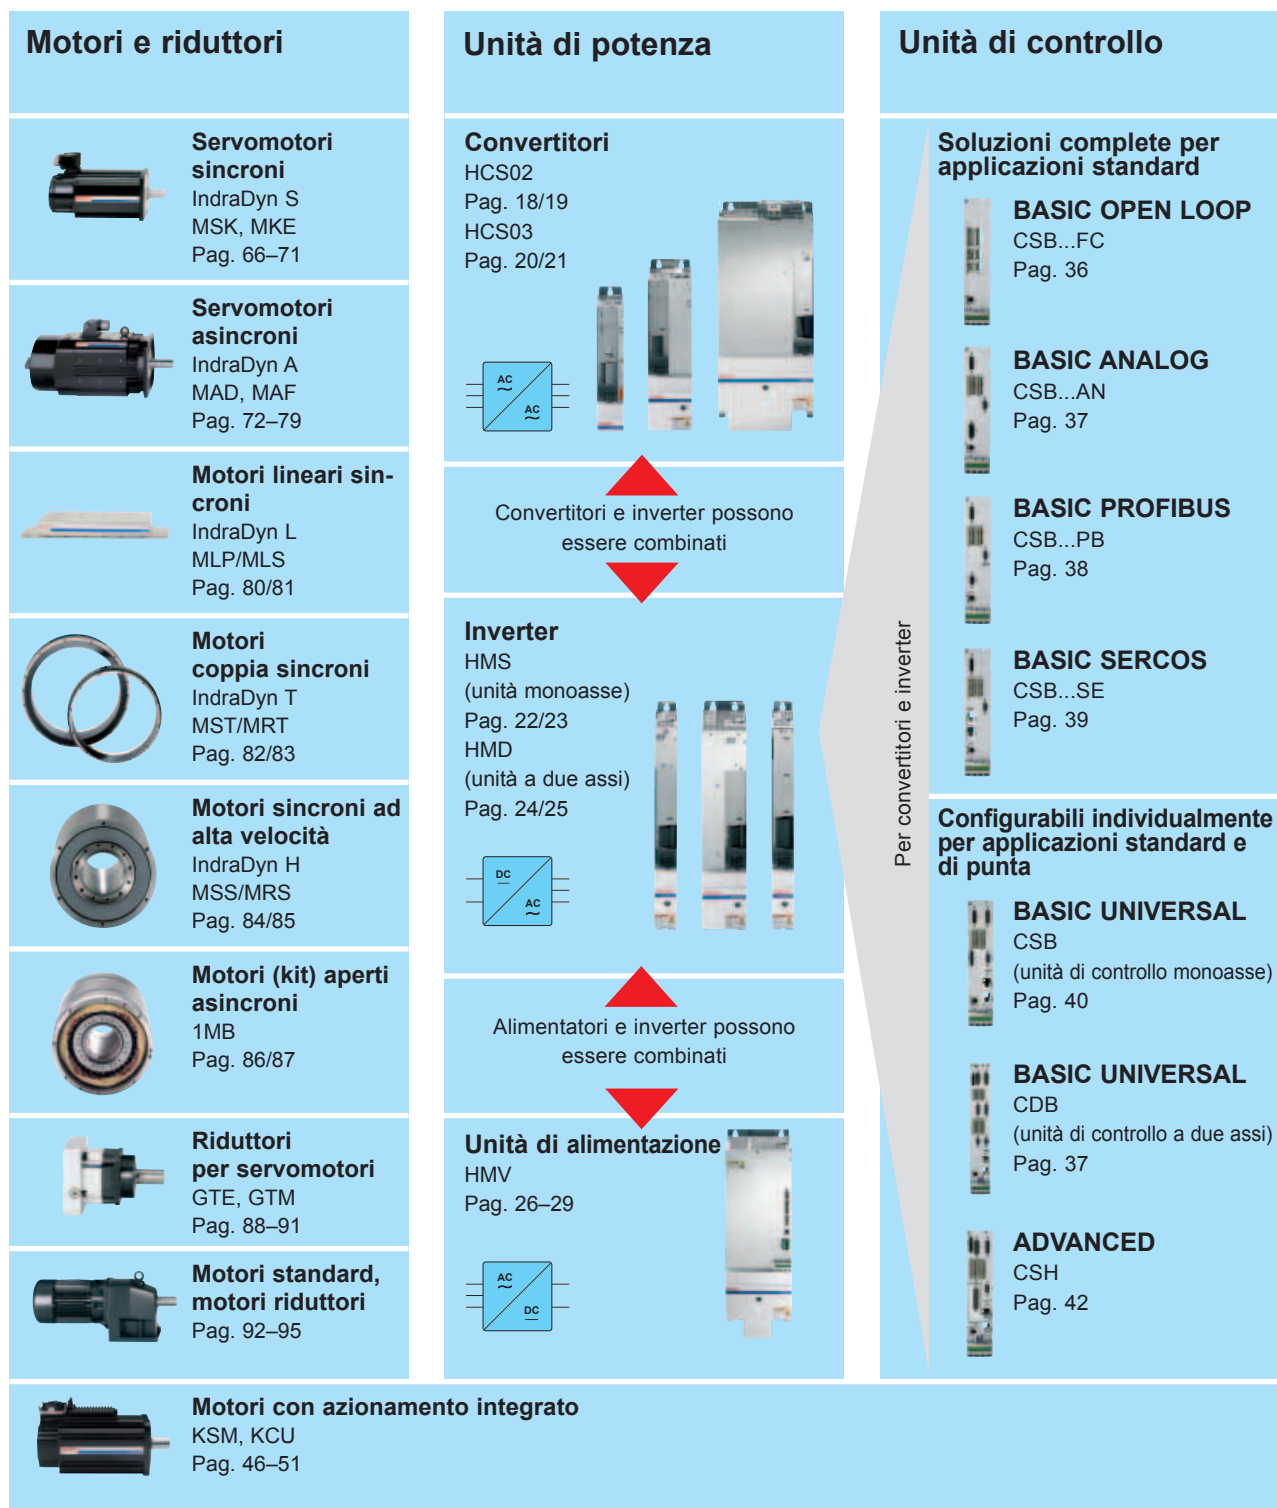 Motori e riduttori
Servomotori
sincroni
IndraDyn S
MSK, MKE
Pag. 66–71
Servomotori
asincroni
IndraDyn A
MAD, MAF
Pag. 72–79
Motori lineari sin-
croni
IndraDyn L
MLP/MLS
Pag. 80/81
Motori
coppia sincroni
IndraDyn T
MST/MRT
Pag. 82/83
Motori sincroni ad
alta velocità
IndraDyn H
MSS/MRS
Pag. 84/85
Motori (kit) aperti
asincroni
1MB
Pag. 86/87
Riduttori
per servomotori
GTE, GTM
Pag. 88–91
Motori standard,
motori riduttori
Pag. 92–95
Unità di potenza
Convertitori
HCS02
Pag. 18/19
HCS03
Pag. 20/21
AC
AC
Convertitori e inverter possono
essere combinati
Inverter
HMS
(unità monoasse)
Pag. 22/23
HMD
(unità a due assi)
Pag. 24/25
DC
AC
Alimentatori e inverter possono
essere combinati
Unità di alimentazione
HMV
Pag. 26–29
AC
DC
Unità di controllo
Per convertitori e inverter
Soluzioni complete per
applicazioni standard
BASIC OPEN LOOP
CSB...FC
Pag. 36
BASIC ANALOG
CSB...AN
Pag. 37
BASIC PROFIBUS
CSB...PB
Pag. 38
BASIC SERCOS
CSB...SE
Pag. 39
Configurabili individualmente
per applicazioni standard e
di punta
BASIC UNIVERSAL
CSB
(unità di controllo monoasse)
Pag. 40
BASIC UNIVERSAL
CDB
(unità di controllo a due assi)
Pag. 37
ADVANCED
CSH
Pag. 42
Motori con azionamento integrato
KSM, KCU
Pag. 46–51